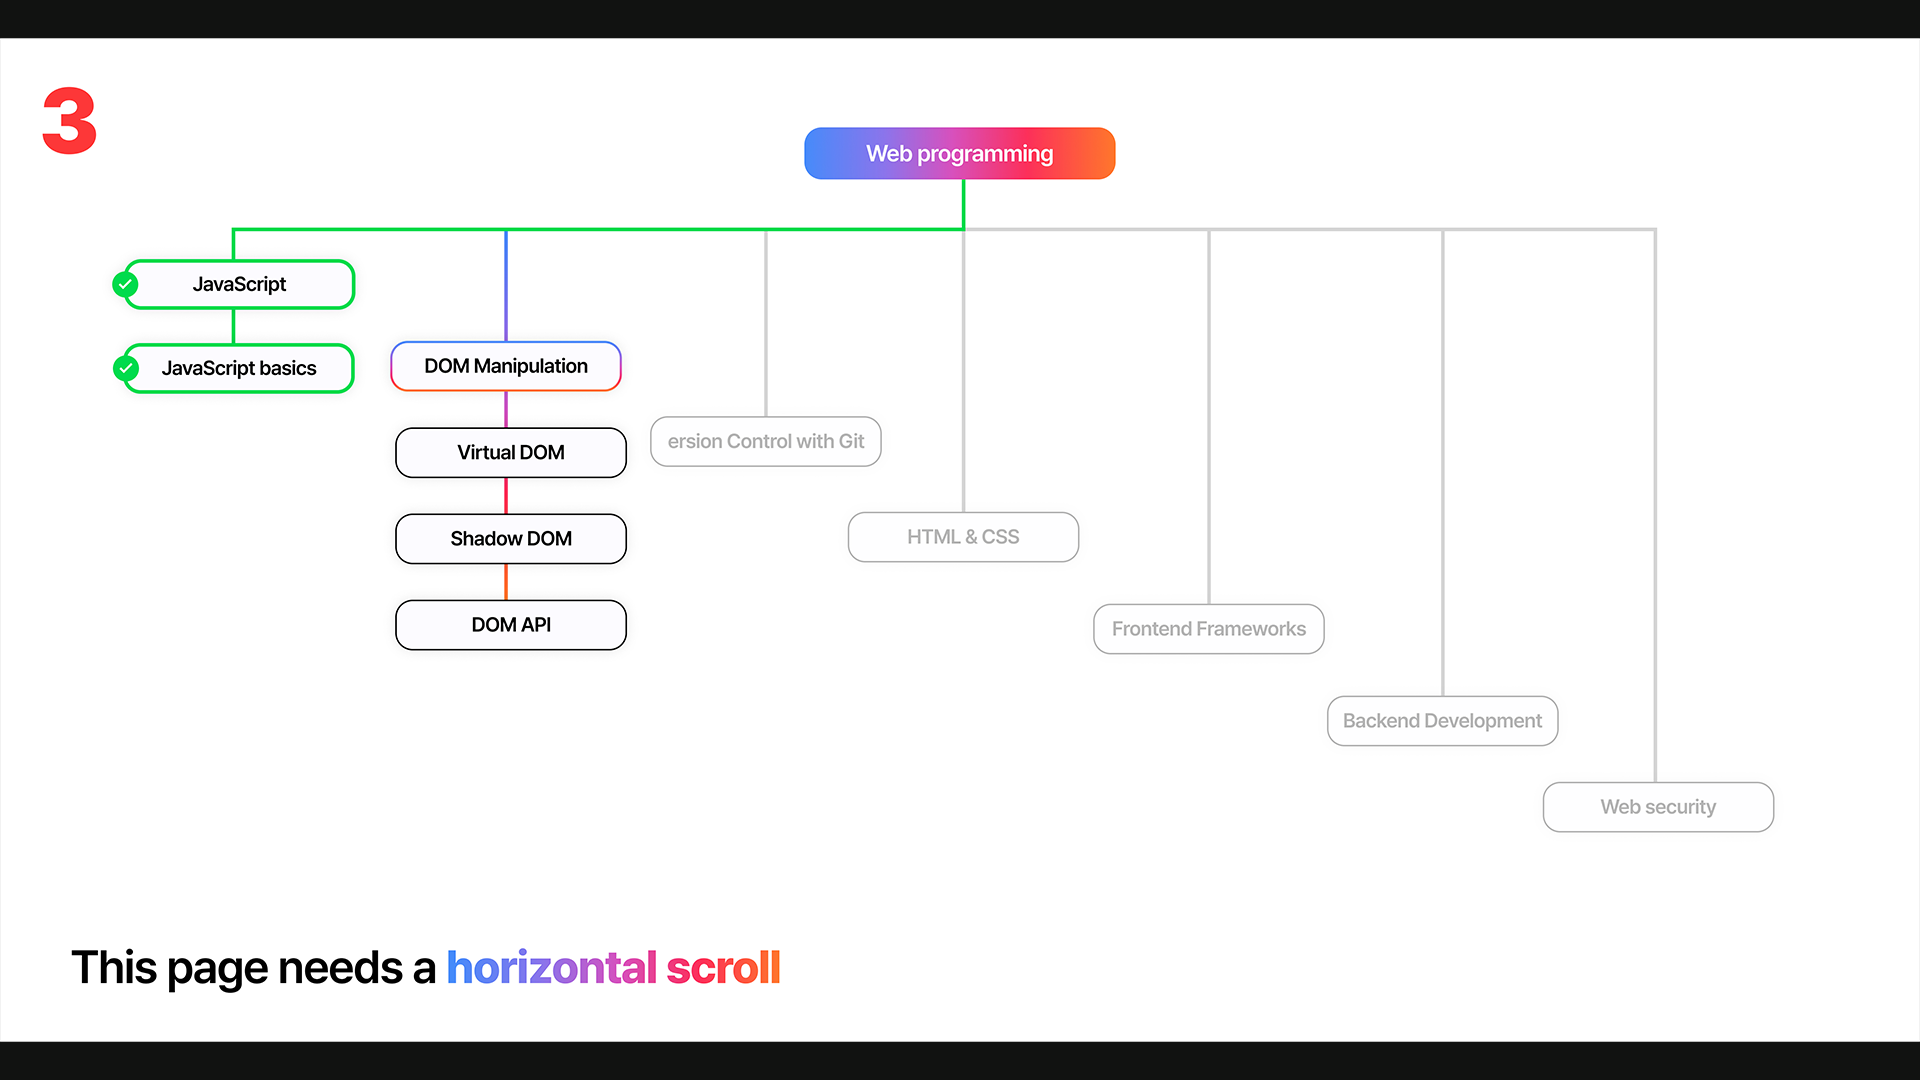 3
Web programming
JavaScript
JavaScript basics
DOM Manipulation
Virtual DOM
Shadow DOM
DOM API
ersion Control with Git
HTML & CSS
Frontend Frameworks
Backend Development
Web security
This page needs a horizontal scroll